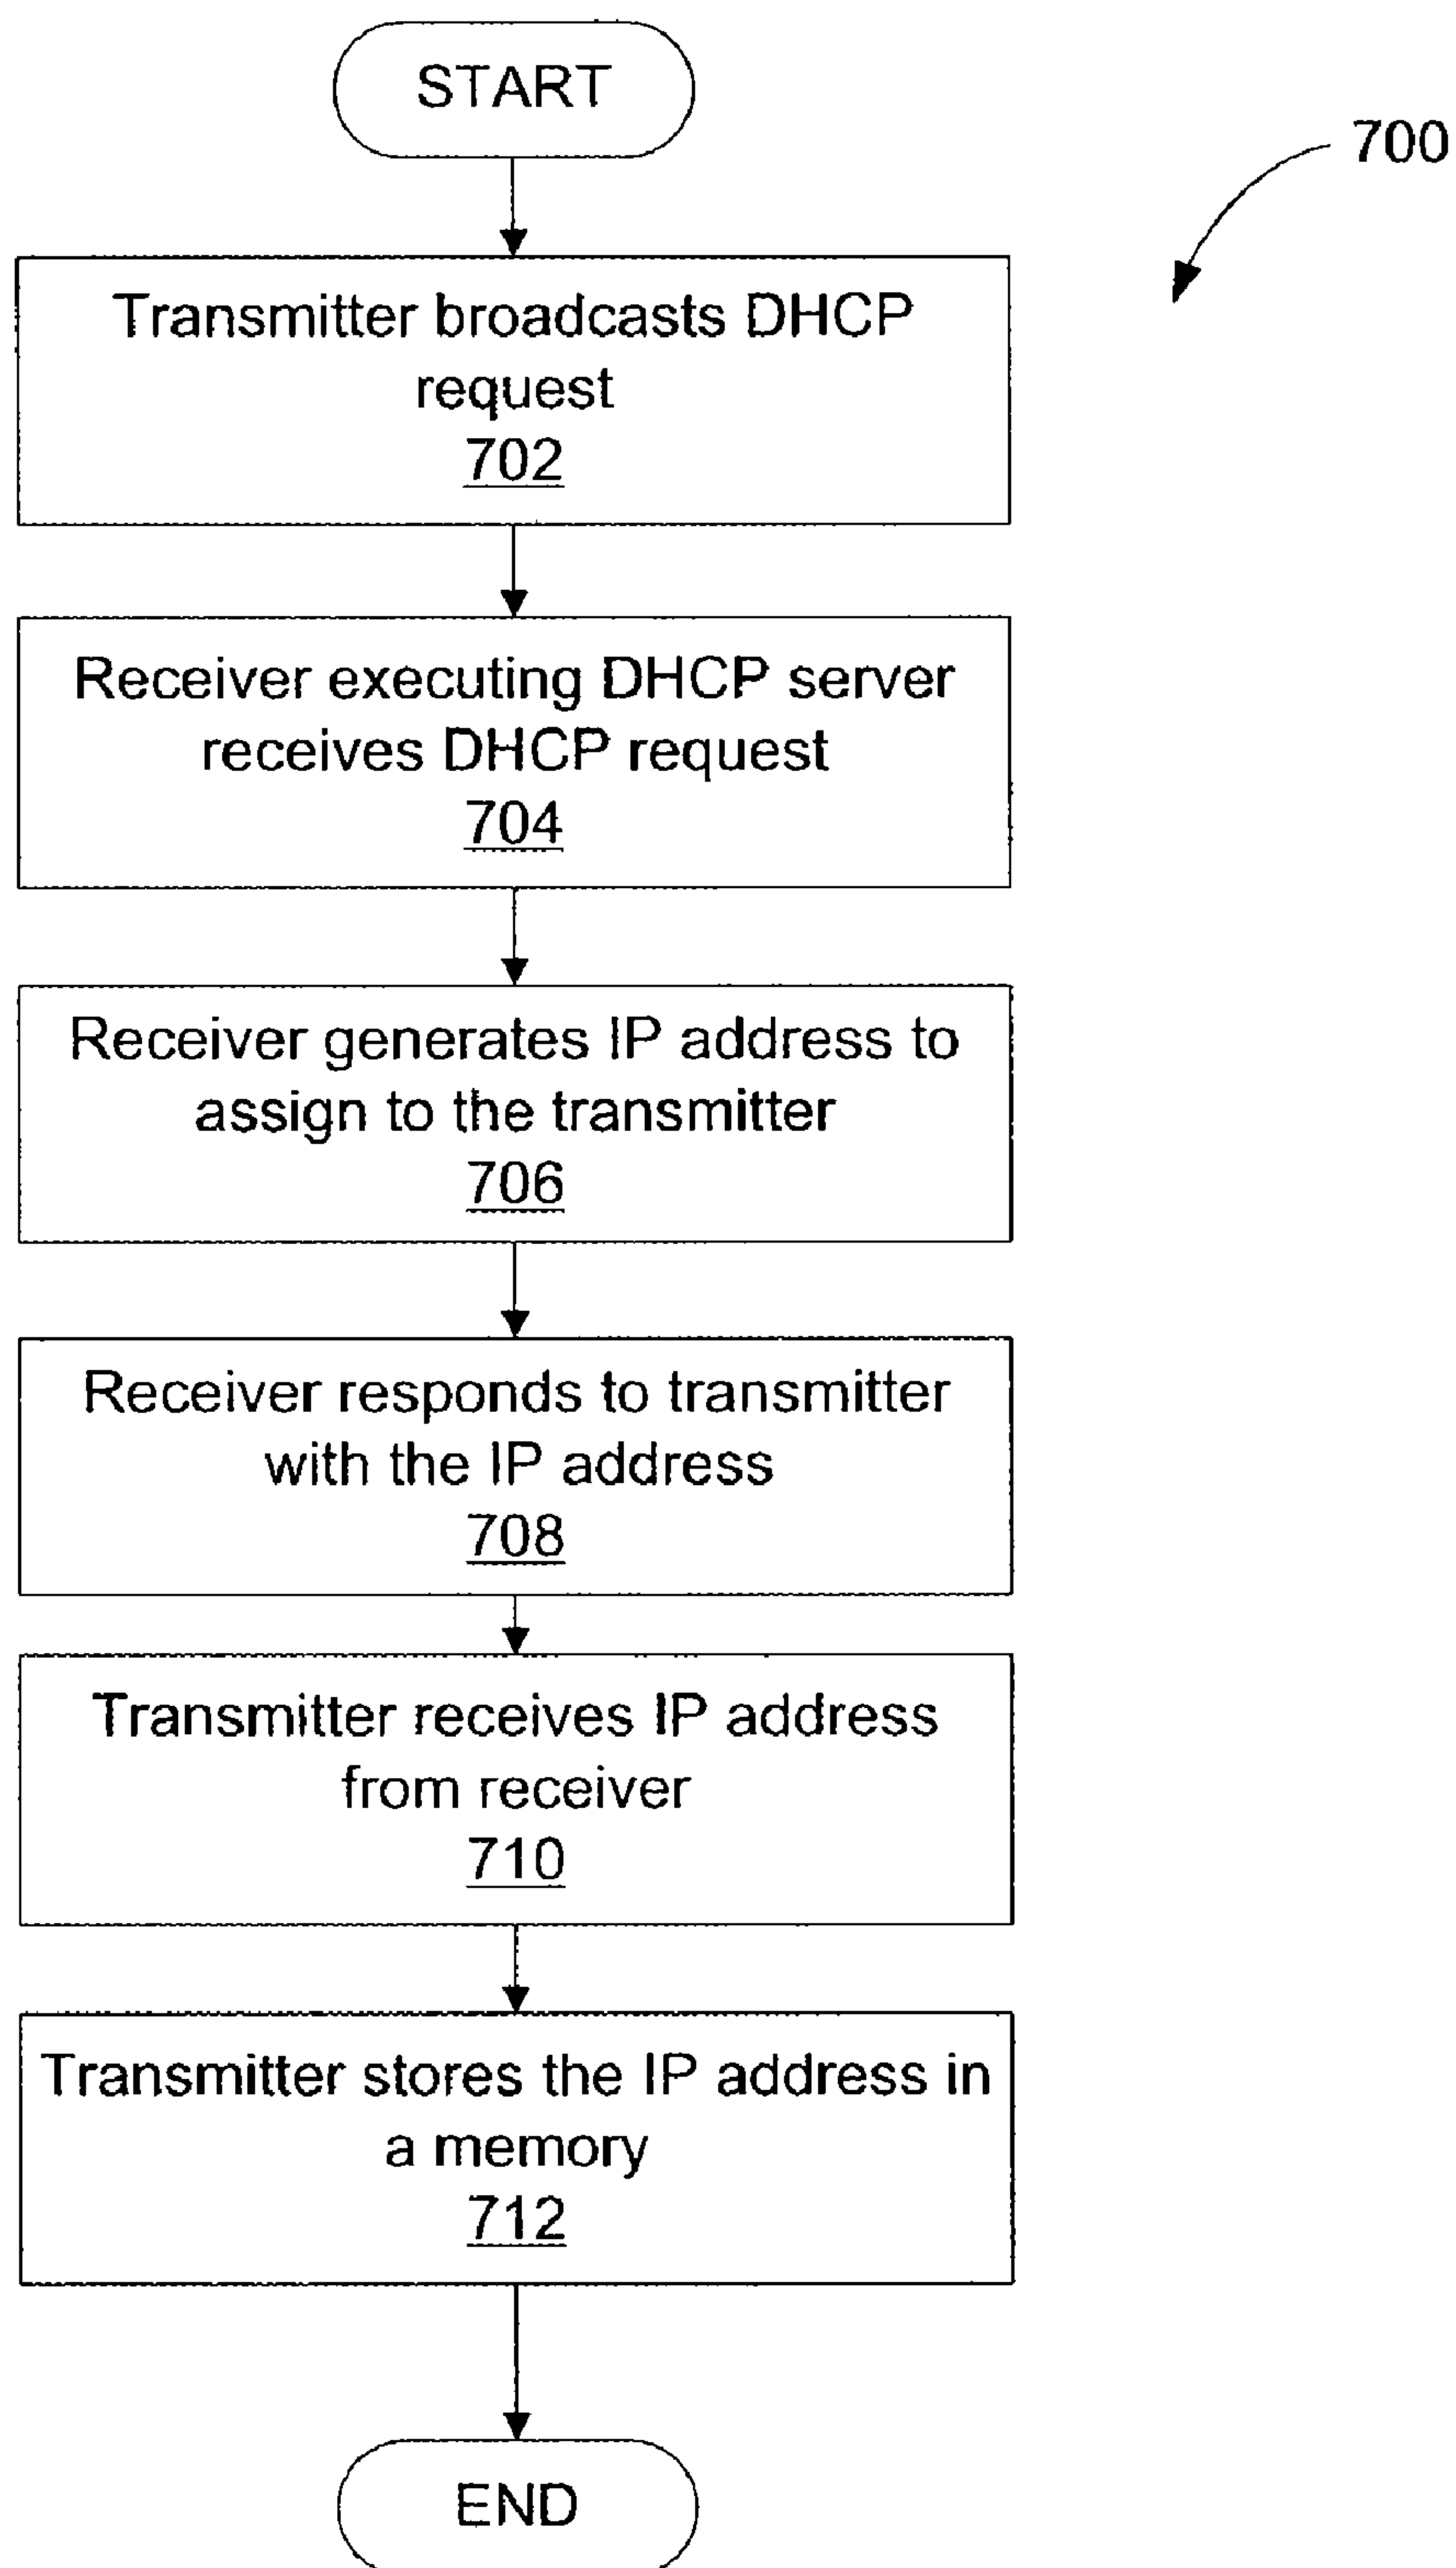 START
700
Transmitter broadcasts DHCP
request
702
Receiver executing DHCP server
receives DHCP request
704
Receiver generates IP address to
assign to the transmitter
706
Receiver responds to transmitter
with the IP address
708
Transmitter receives IP address
from receiver
710
Transmitter stores the IP address in
a memory
712
END